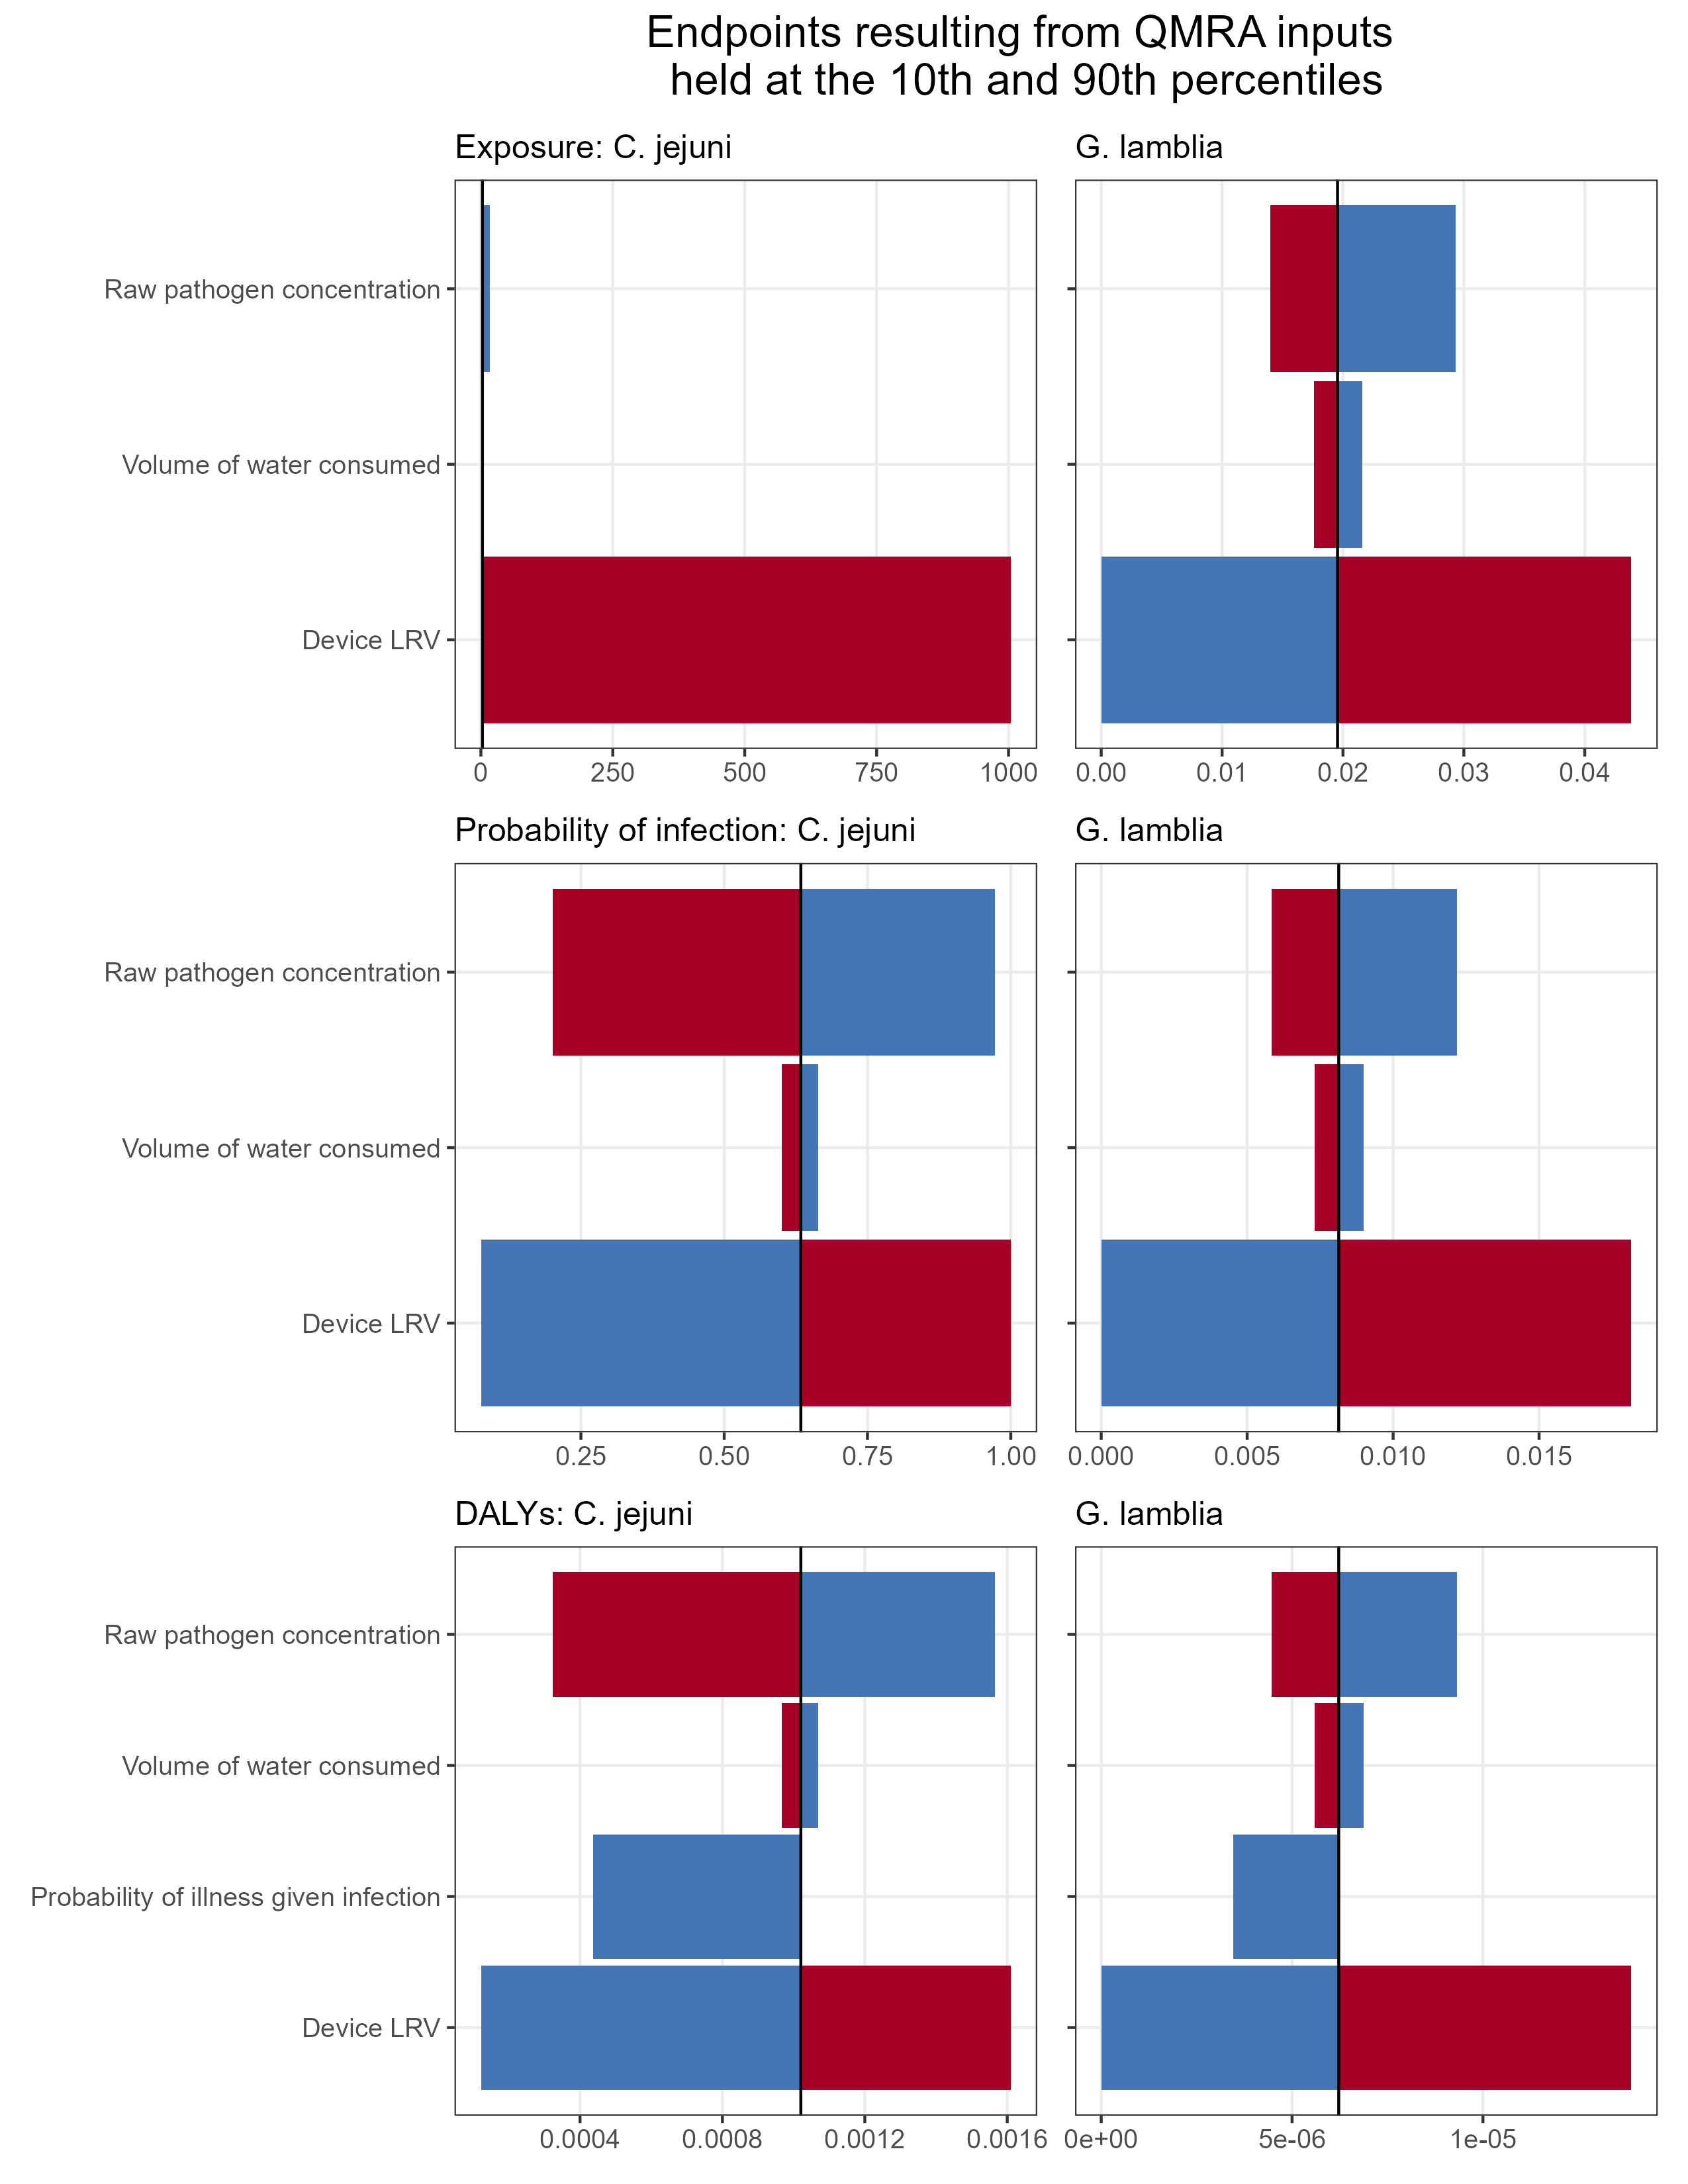 Endpoints resulting from QMRA inputs
held at the 10th and 90th percentiles
Exposure: C. jejuni
G. lamblia
Raw pathogen concentration
Volume of water consumed
Device LRV
0 250 500 750 1000
0.00 0.01 0.02 0.03 0.04
Probability of infection: C. jejuni
G. lamblia
Raw pathogen concentration
Volume of water consumed
Device LRV
0.25 0.50 0.75 1.00
0.000 0.005 0.010 0.015
DALYs: C. jejuni
G. lamblia
Raw pathogen concentration
Volume of water consumed
Probability of illness given infection
Device LRV
0.0004 0.0008 0.0012 0.0016
0e+00 5e-06 1e-05